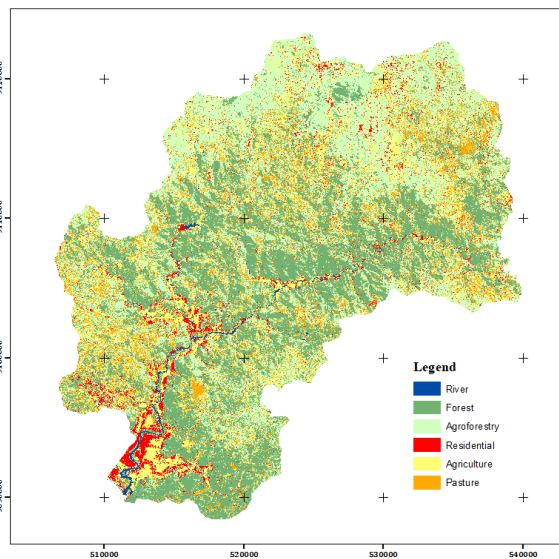 Legend
River
Forest
Agroforestry
Residential
Agriculture
Pasture
510000 520000 530000 540000